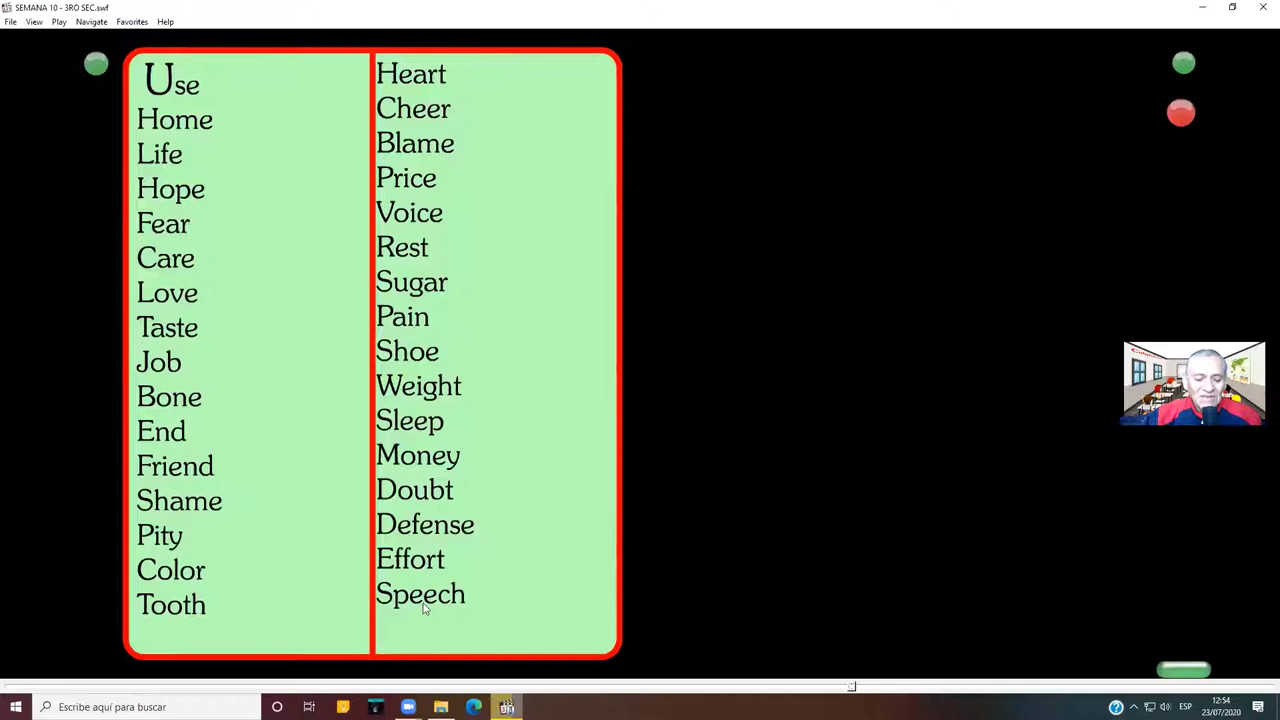 SEMANA 10 - 3RO SEC.swf
File View Play Navigate Favorites Help
Use
Home
Life
Hope
Fear
Care
Love
Taste
Job
Bone
End
Friend
Shame
Pity
Color
Tooth
Heart
Cheer
Blame
Price
Voice
Rest
Sugar
Pain
Shoe
Weight
Sleep
Money
Doubt
Defense
Effort
Speech
Escribe aquí para buscar
ESP
12:54
23/07/2020